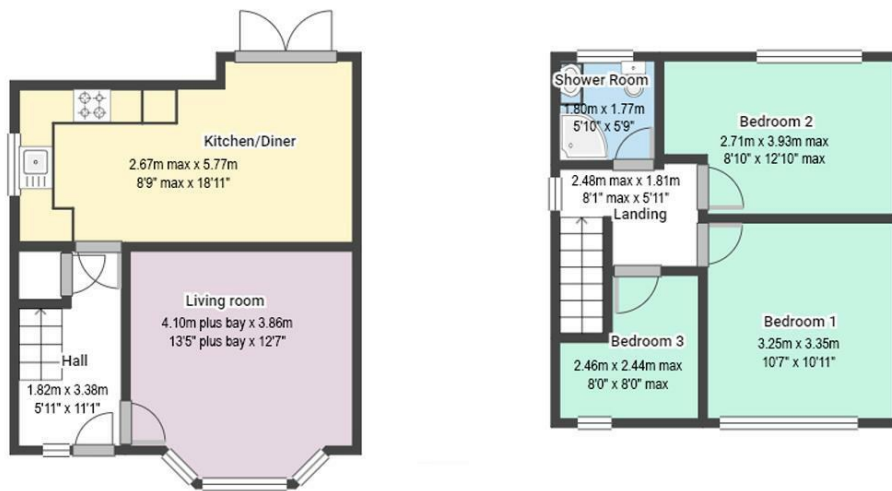 Kitchen/Diner
2.67m max x 5.77m
8'9" max x 18'11"
Living room
4.10m plus bay x 3.86m
13'5" plus bay x 12'7"
Hall
1.82m x 3.38m
5'11" x 11'1"
Shower Room
1.80m x 1.77m
5'10" x 5'9"
Bedroom 2
2.71m x 3.93m max
8'10" x 12'10" max
2.48m max x 1.81m
8'1" max x 5'11"
Landing
Bedroom 1
3.25m x 3.35m
10'7" x 10'11"
Bedroom 3
2.46m x 2.44m max
8'0" x 8'0" max